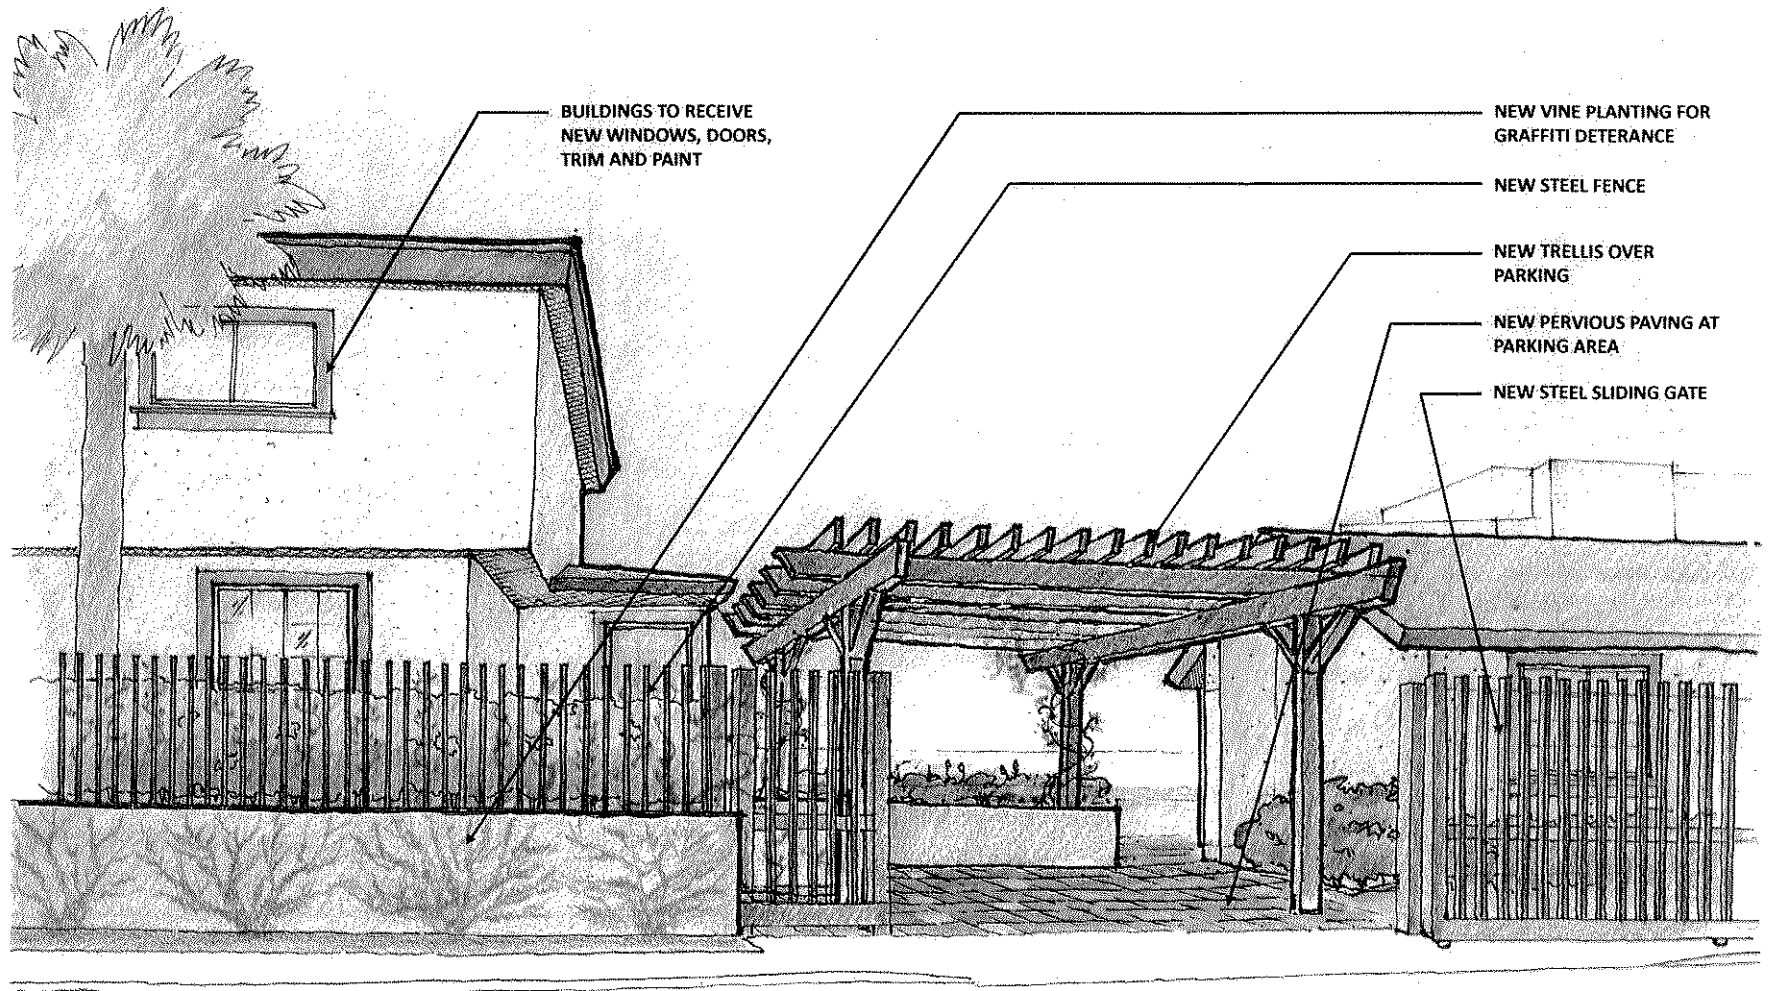 BUILDINGS TO RECEIVE
NEW WINDOWS, DOORS,
TRIM AND PAINT
NEW VINE PLANTING FOR
GRAFFITI DETERANCE
NEW STEEL FENCE
NEW TRELLIS OVER
PARKING
NEW PERVIOUS PAVING AT
PARKING AREA
NEW STEEL SLIDING GATE